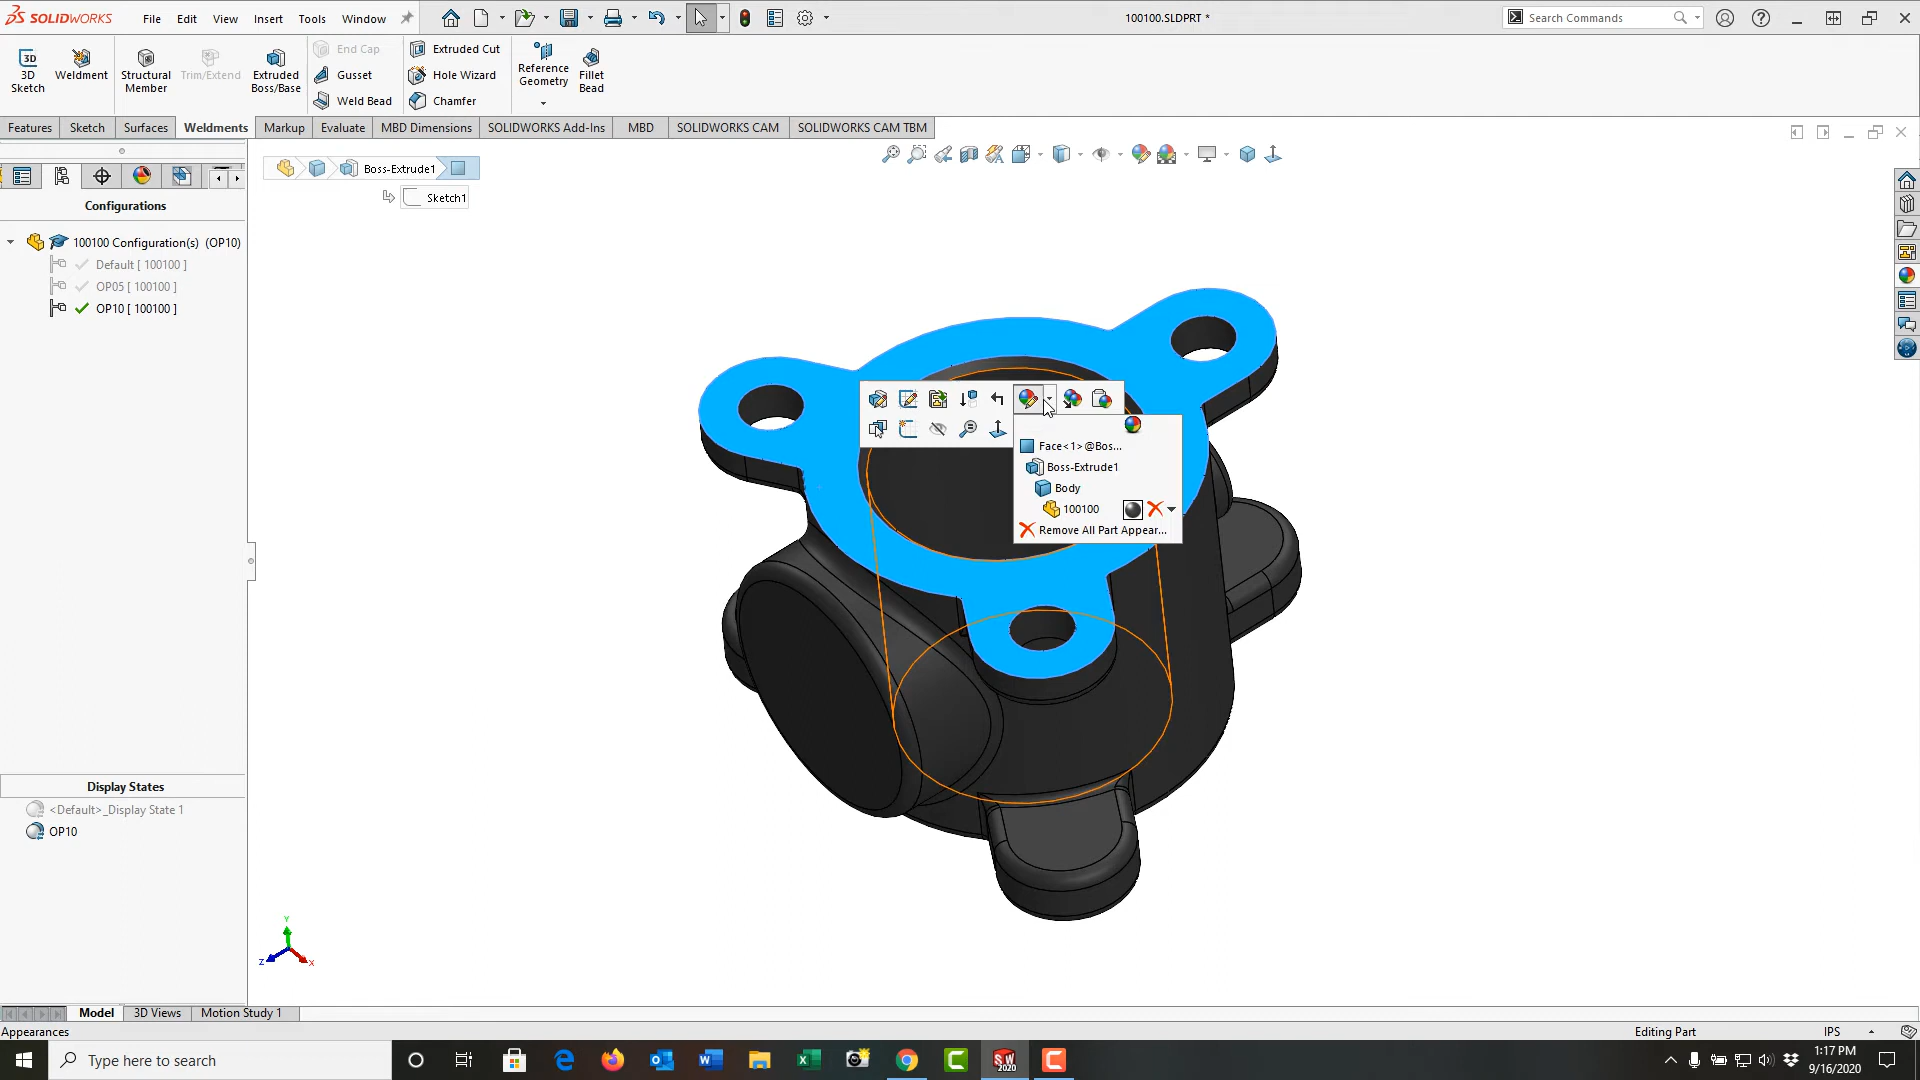 SOLIDWORKS File Edit View Insert Tools Window 100100.SLDPRT * Search Commands
3D Sketch
Weldment
Structural Member
Trim/Extend
Extruded Boss/Base
End Cap
Gusset
Weld Bead
Extruded Cut
Hole Wizard
Chamfer
Reference Geometry
Fillet Bead
Features Sketch Surfaces Weldments Markup Evaluate MBD Dimensions SOLIDWORKS Add-Ins MBD SOLIDWORKS CAM SOLIDWORKS CAM TBM
Boss-Extrude1
Sketch1
Configurations
100100 Configuration(s) (OP10)
Default [ 100100 ]
OP05 [ 100100 ]
OP10 [ 100100 ]
Face<1>@Bos...
Boss-Extrude1
Body
100100
Remove All Part Appear...
Display States
<Default>_Display State 1
OP10
Y
Z
X
Model 3D Views Motion Study 1
Appearances Editing Part IPS
Type here to search
SW 2020
1:17 PM
9/16/2020